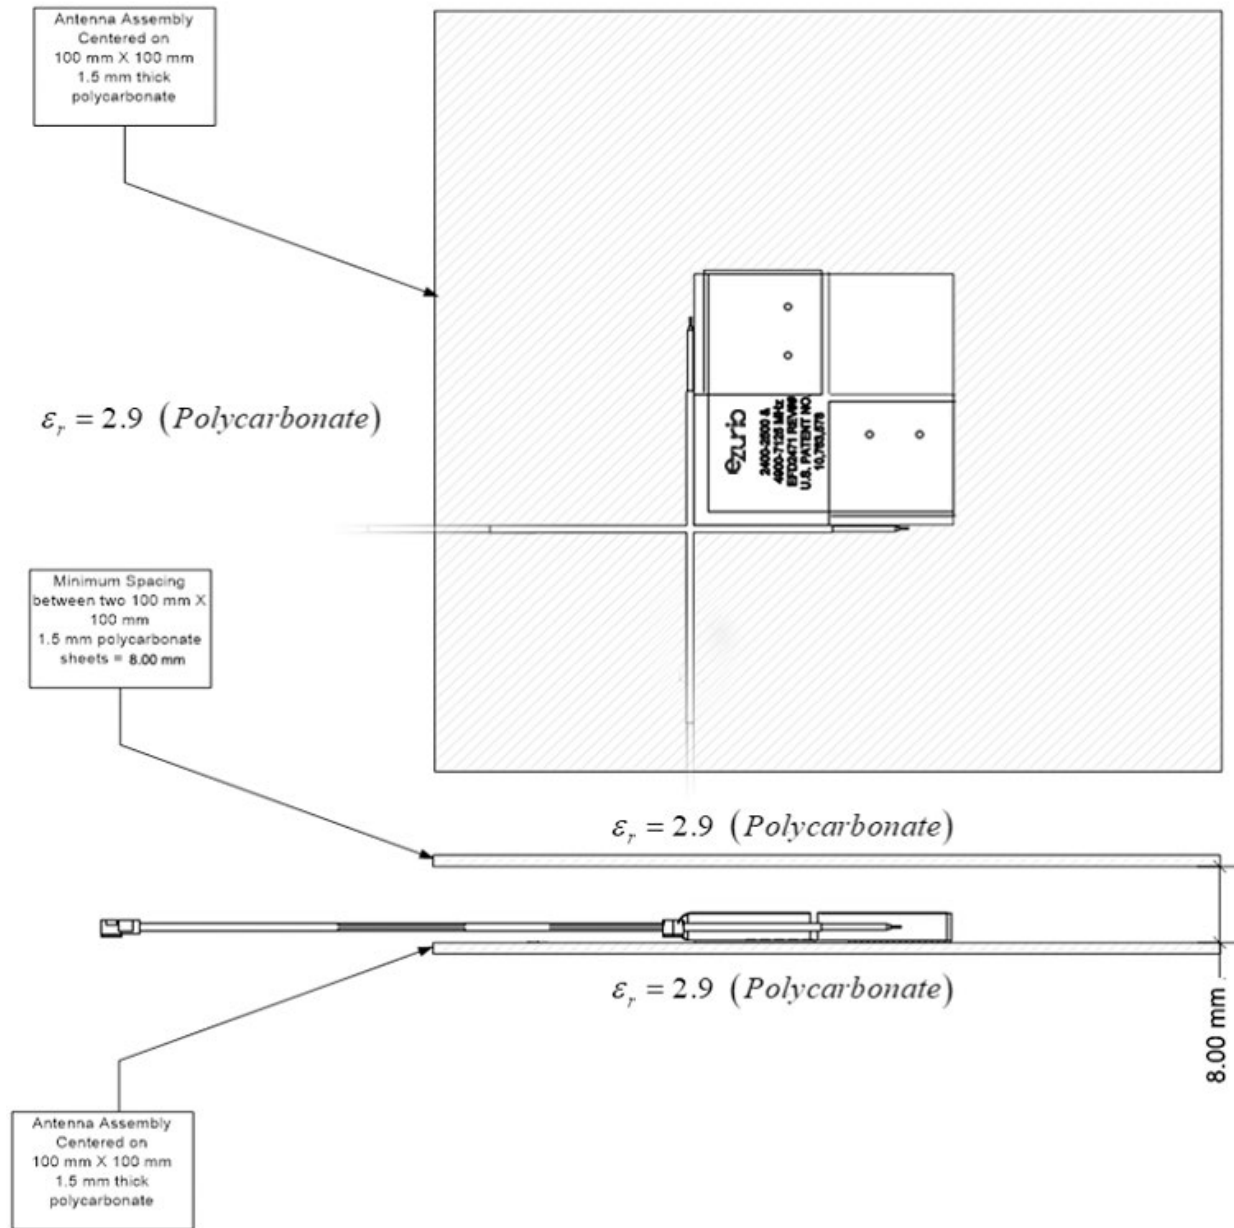 Antenna Assembly
Centered on
100 mm X 100 mm
1.5 mm thick
polycarbonate
εr = 2.9 (Polycarbonate)
ezurio
2400-2500 &
4900-7125 MHz
EFD2471
U.S. PATENT NO.
Minimum Spacing
between two 100 mm X
100 mm
1.5 mm polycarbonate
sheets = 8.00 mm
εr = 2.9 (Polycarbonate)
εr = 2.9 (Polycarbonate)
8.00 mm
Antenna Assembly
Centered on
100 mm X 100 mm
1.5 mm thick
polycarbonate